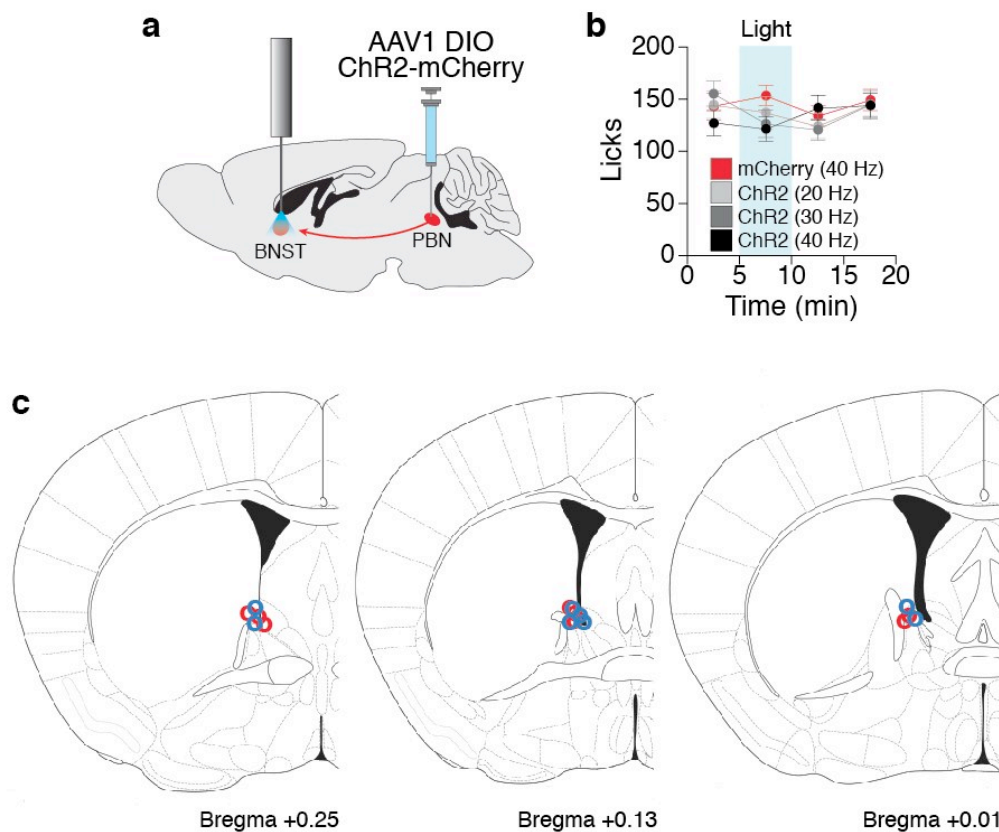 a
AAV1 DIO
ChR2-mCherry
BNST
PBN
b
Light
200
150
100
50
0
Licks
mCherry (40 Hz)
ChR2 (20 Hz)
ChR2 (30 Hz)
ChR2 (40 Hz)
0 5 10 15 20
Time (min)
c
Bregma +0.25
Bregma +0.13
Bregma +0.01